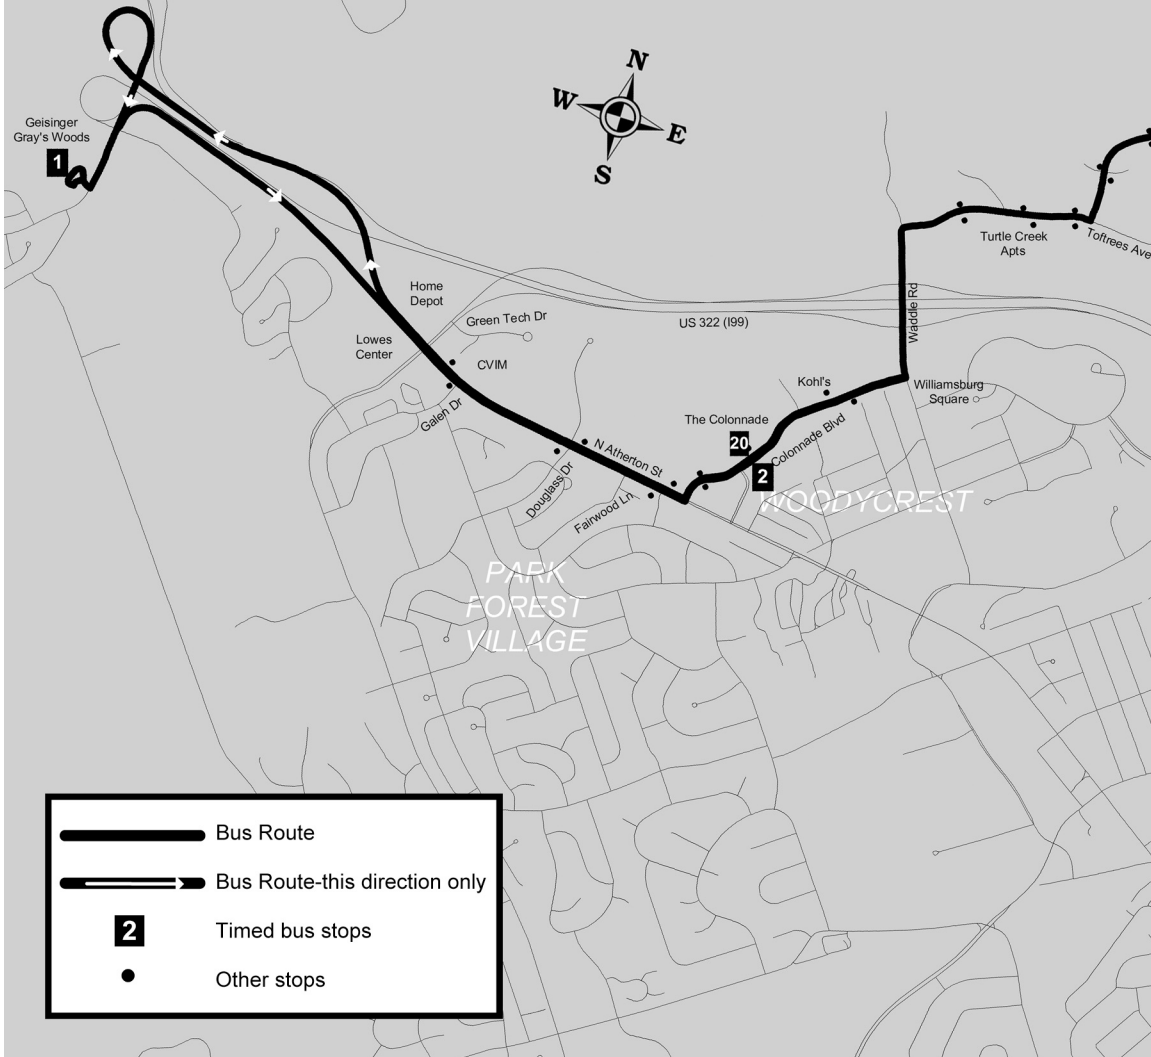 N
W
E
S
Geisinger
Gray's Woods
1
Turtle Creek
Apts
Toftrees Ave
Home
Depot
Green Tech Dr
US 322 (I99)
Waddle Rd
Lowes
Center
CVIM
Galen Dr
Kohl's
Williamsburg
Square
The Colonnade
20
Colonnade Blvd
2
N Atherton St
Douglass Dr
Fairwood Ln
WOODYCREST
PARK
FOREST
VILLAGE
Bus Route
Bus Route-this direction only
2
Timed bus stops
Other stops